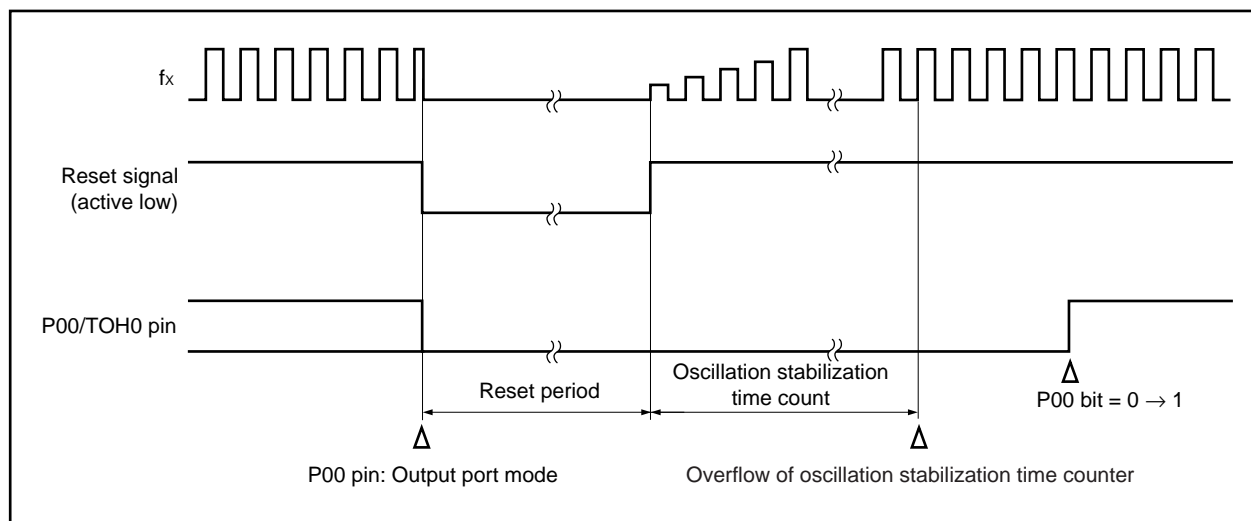 fX
Reset signal
(active low)
P00/TOH0 pin
Reset period
Oscillation stabilization
time count
P00 bit = 0 → 1
P00 pin: Output port mode
Overflow of oscillation stabilization time counter